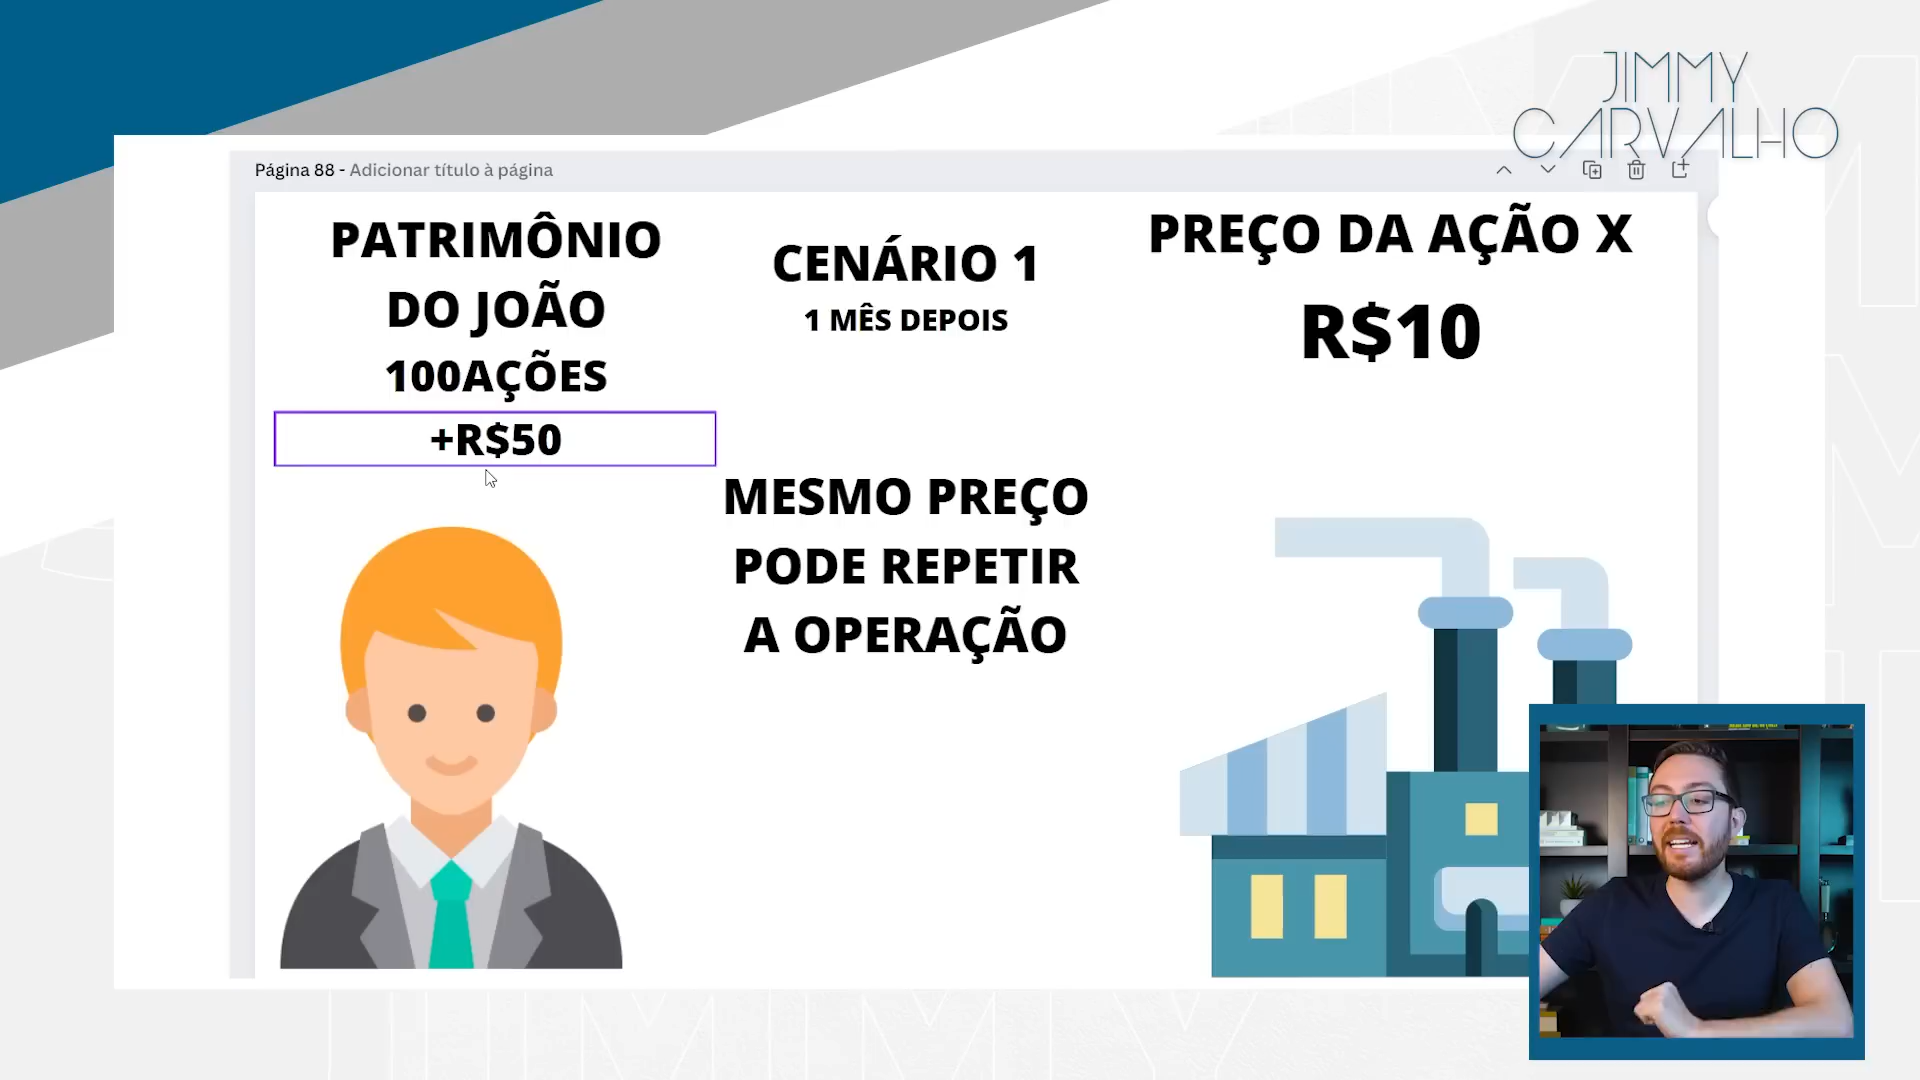 JIMMY
CARVALHO
Página 88 - Adicionar título à página
PATRIMÔNIO
DO JOÃO
100AÇÕES
+R$50
CENÁRIO 1
1 MÊS DEPOIS
MESMO PREÇO
PODE REPETIR
A OPERAÇÃO
PREÇO DA AÇÃO X
R$10